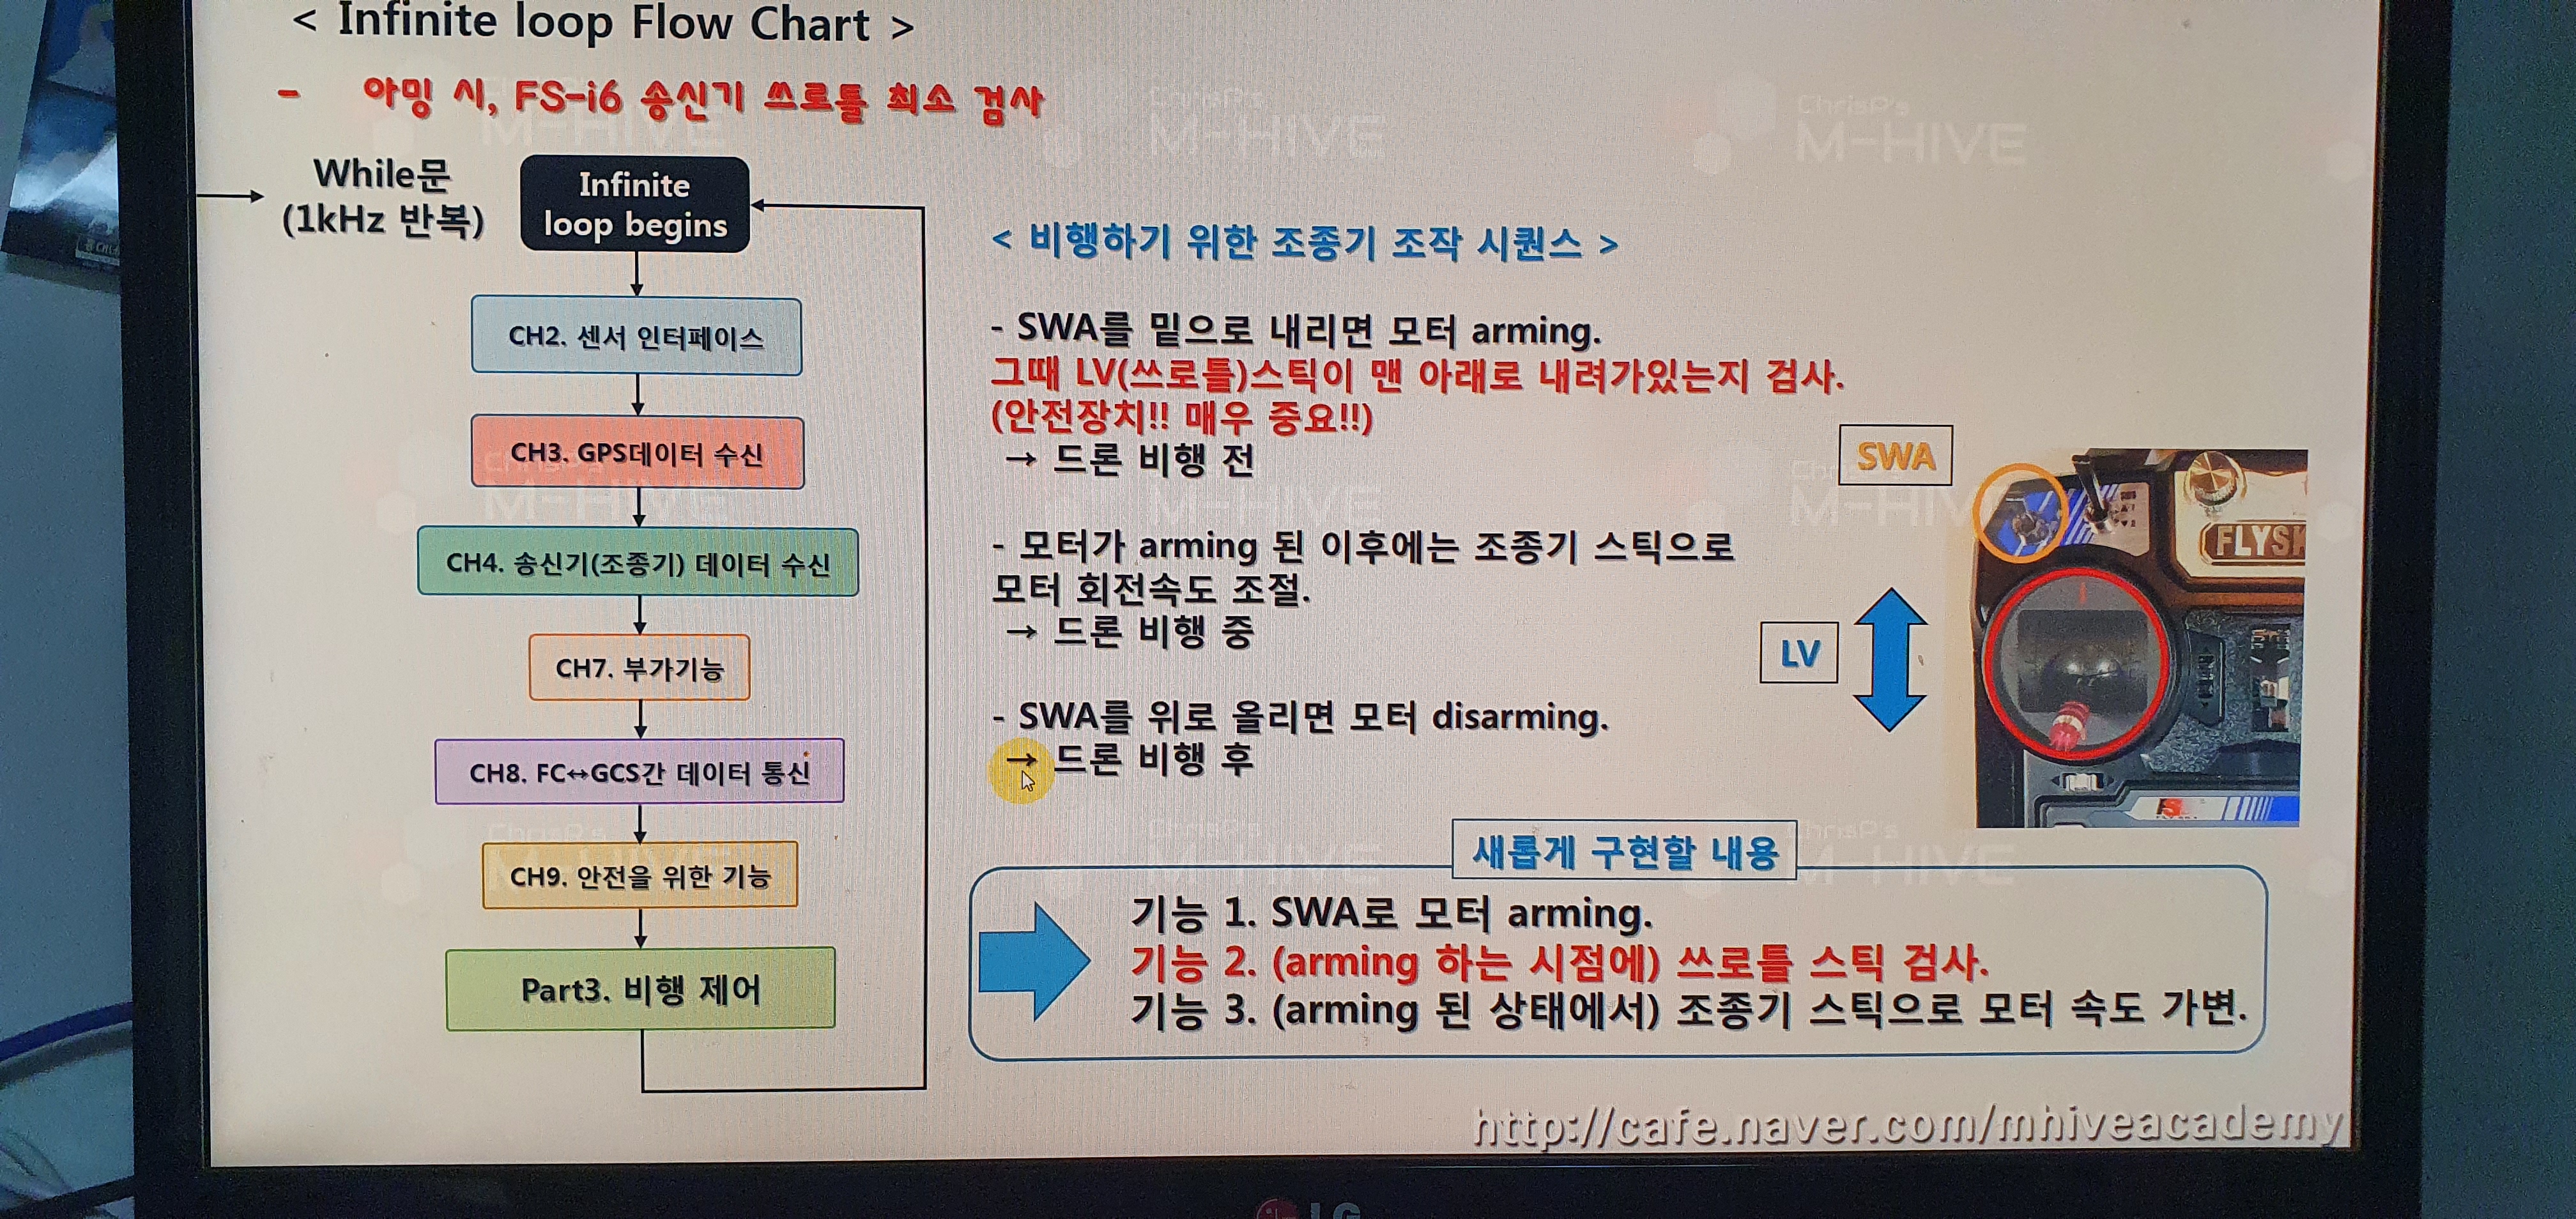 < Infinite loop Flow Chart >
- 아밍 시, FS-i6 송신기 쓰로틀 최소 검사
While문
(1kHz 반복)
Infinite
loop begins
CH2. 센서 인터페이스
CH3. GPS데이터 수신
CH4. 송신기(조종기) 데이터 수신
CH7. 부가기능
CH8. FC↔GCS간 데이터 통신
CH9. 안전을 위한 기능
Part3. 비행 제어
< 비행하기 위한 조종기 조작 시퀀스 >
- SWA를 밑으로 내리면 모터 arming.
그때 LV(쓰로틀)스틱이 맨 아래로 내려가있는지 검사.
(안전장치!! 매우 중요!!)
→ 드론 비행 전
- 모터가 arming 된 이후에는 조종기 스틱으로
모터 회전속도 조절.
→ 드론 비행 중
- SWA를 위로 올리면 모터 disarming.
→ 드론 비행 후
SWA
LV
FLYSK
새롭게 구현할 내용
기능 1. SWA로 모터 arming.
기능 2. (arming 하는 시점에) 쓰로틀 스틱 검사.
기능 3. (arming 된 상태에서) 조종기 스틱으로 모터 속도 가변.
http://cafe.naver.com/mhiveacademy
ChrisP's
M-HIVE
LG